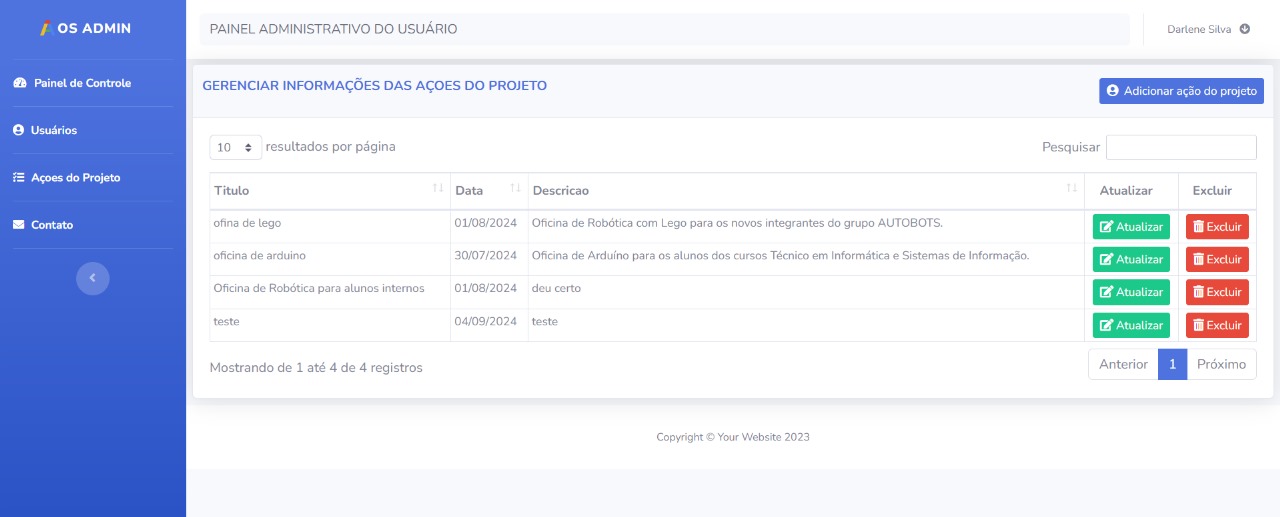 OS ADMIN
Painel de Controle
Usuários
Açoes do Projeto
Contato
PAINEL ADMINISTRATIVO DO USUÁRIO
Darlene Silva
GERENCIAR INFORMAÇÕES DAS AÇOES DO PROJETO
Adicionar ação do projeto
10 resultados por página
Pesquisar
Titulo Data Descricao Atualizar Excluir
ofina de lego 01/08/2024 Oficina de Robótica com Lego para os novos integrantes do grupo AUTOBOTS. Atualizar Excluir
oficina de arduino 30/07/2024 Oficina de Arduíno para os alunos dos cursos Técnico em Informática e Sistemas de Informação. Atualizar Excluir
Oficina de Robótica para alunos internos 01/08/2024 deu certo Atualizar Excluir
teste 04/09/2024 teste Atualizar Excluir
Mostrando de 1 até 4 de 4 registros
Anterior 1 Próximo
Copyright © Your Website 2023